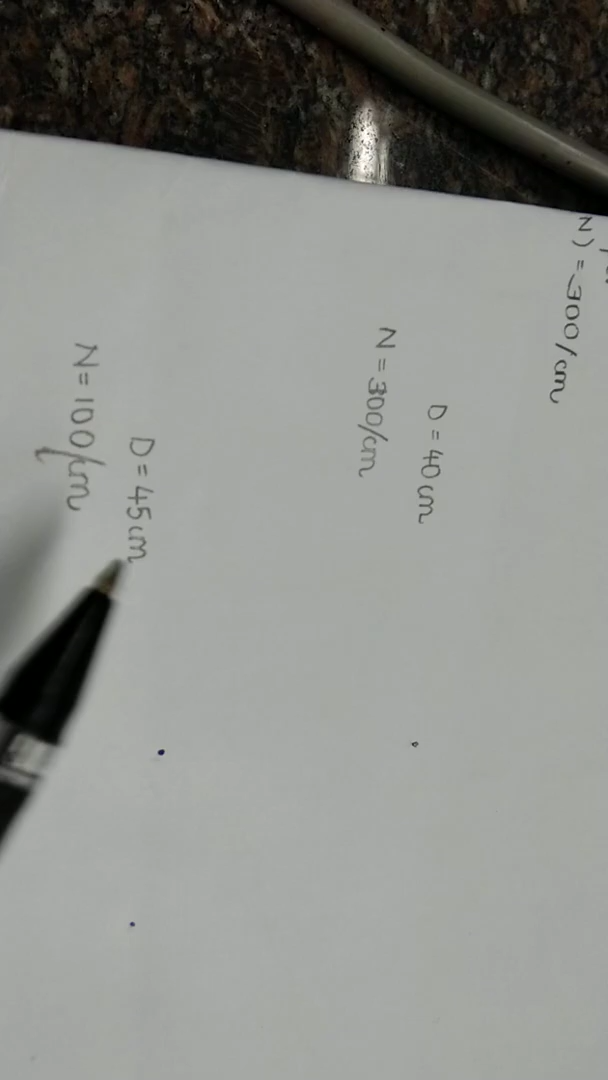 N) = 300/cm
D = 40 cm
N = 300/cm
D = 45 cm
N = 100/cm